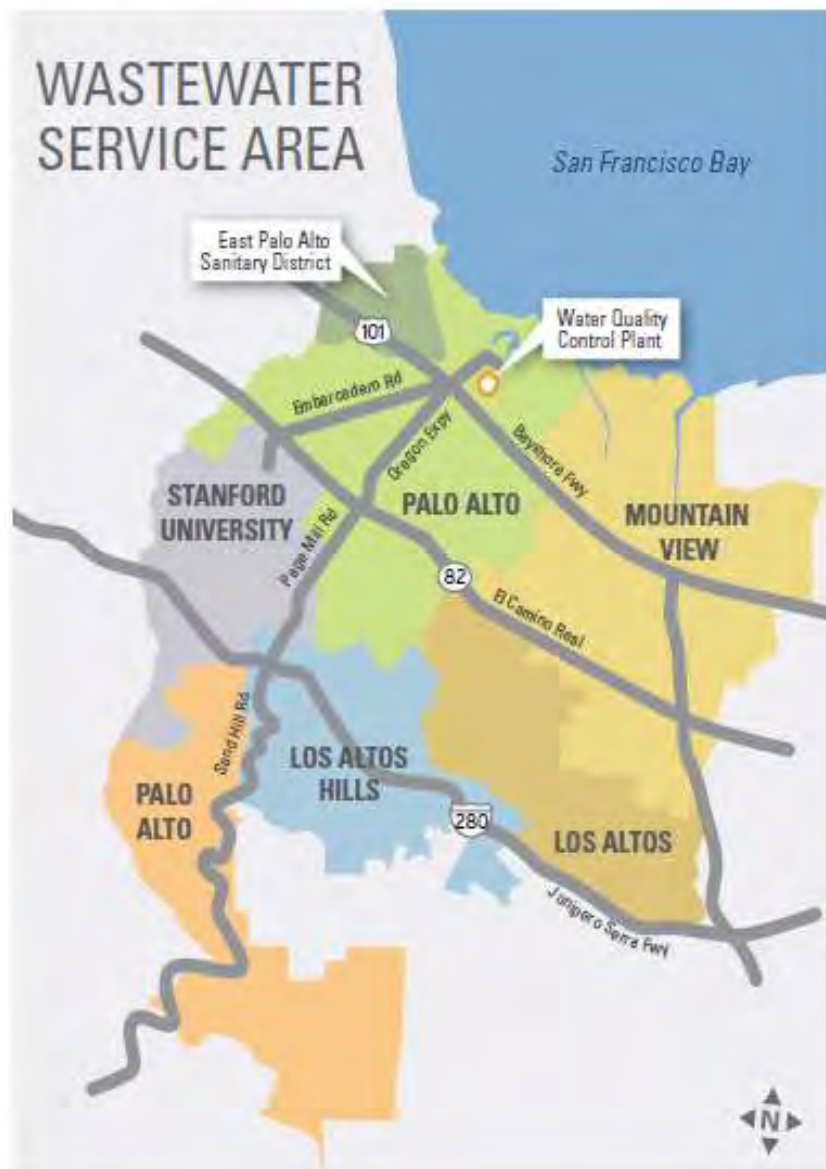 WASTEWATER
SERVICE AREA
San Francisco Bay
East Palo Alto
Sanitary District
101
Water Quality
Control Plant
Embarcadero Rd
Oregon Expy
Bayshore Fwy
STANFORD
UNIVERSITY
PALO ALTO
MOUNTAIN
VIEW
Page Mill Rd
82
El Camino Real
Sand Hill Rd
LOS ALTOS
HILLS
PALO
ALTO
280
LOS ALTOS
Junipero Serra Fwy
N